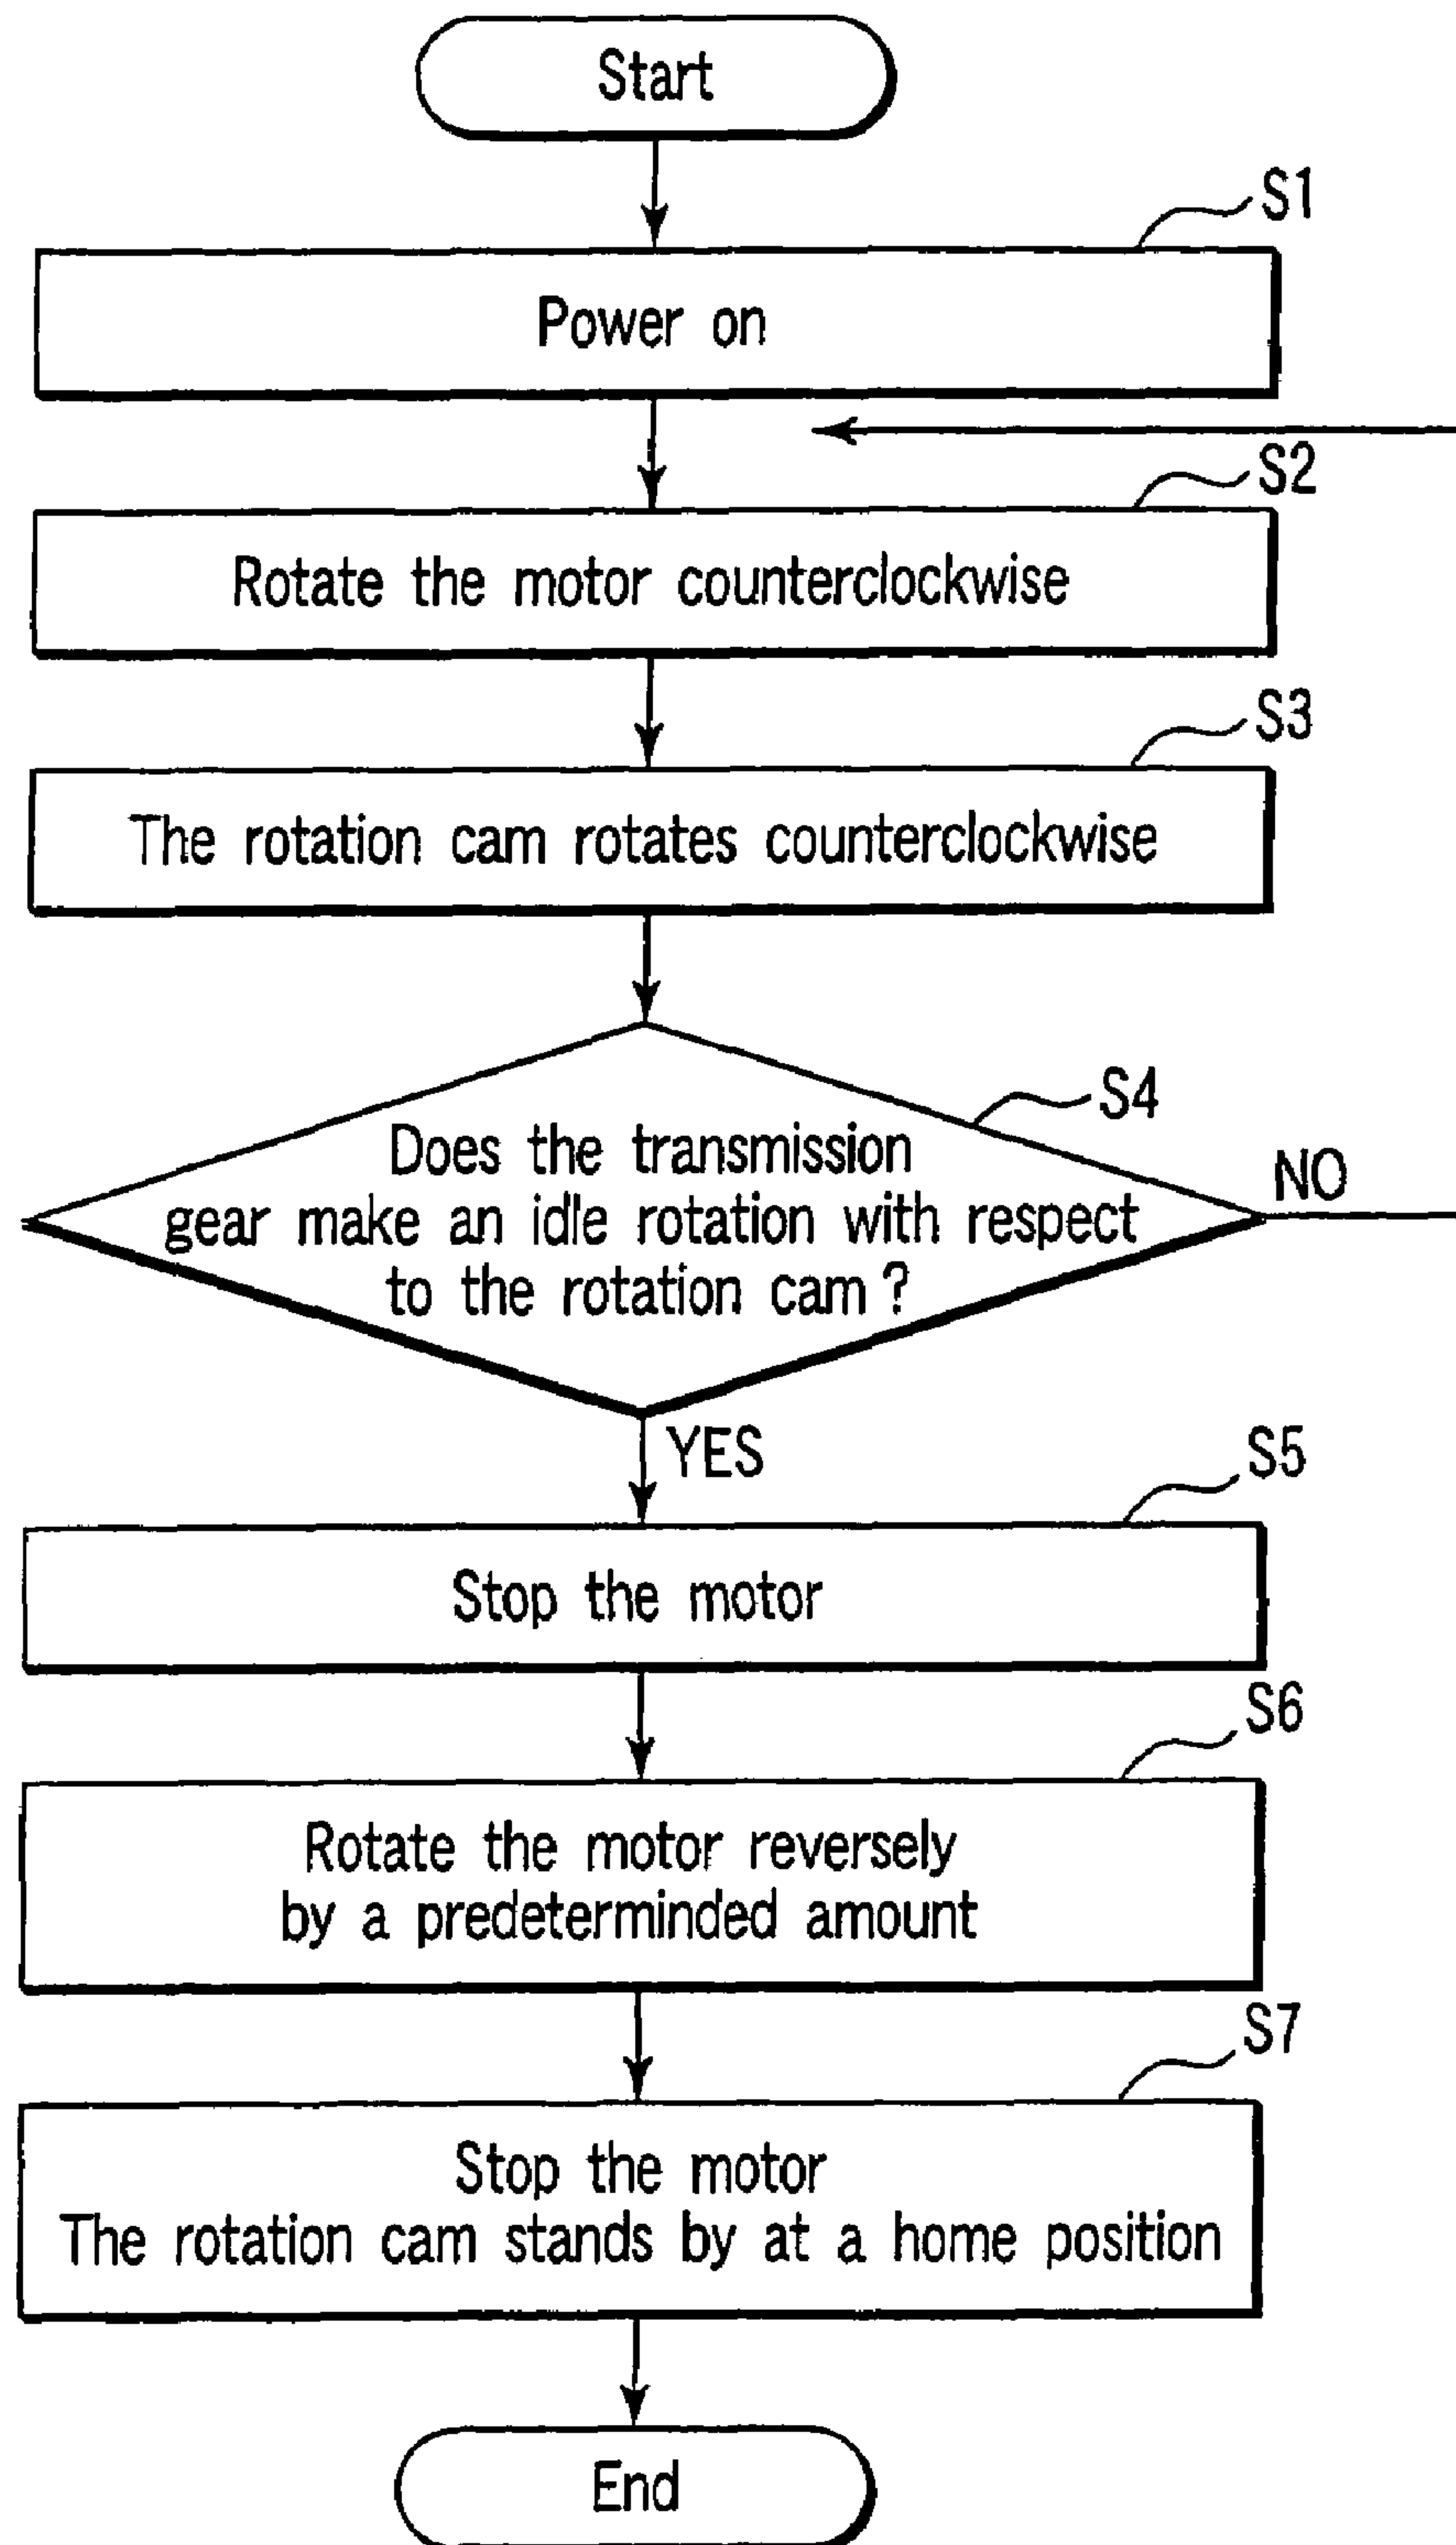 Start
S1
Power on
S2
Rotate the motor counterclockwise
S3
The rotation cam rotates counterclockwise
S4
Does the transmission
gear make an idle rotation with respect
to the rotation cam ?
NO
YES
S5
Stop the motor
S6
Rotate the motor reversely
by a predeterminded amount
S7
Stop the motor
The rotation cam stands by at a home position
End